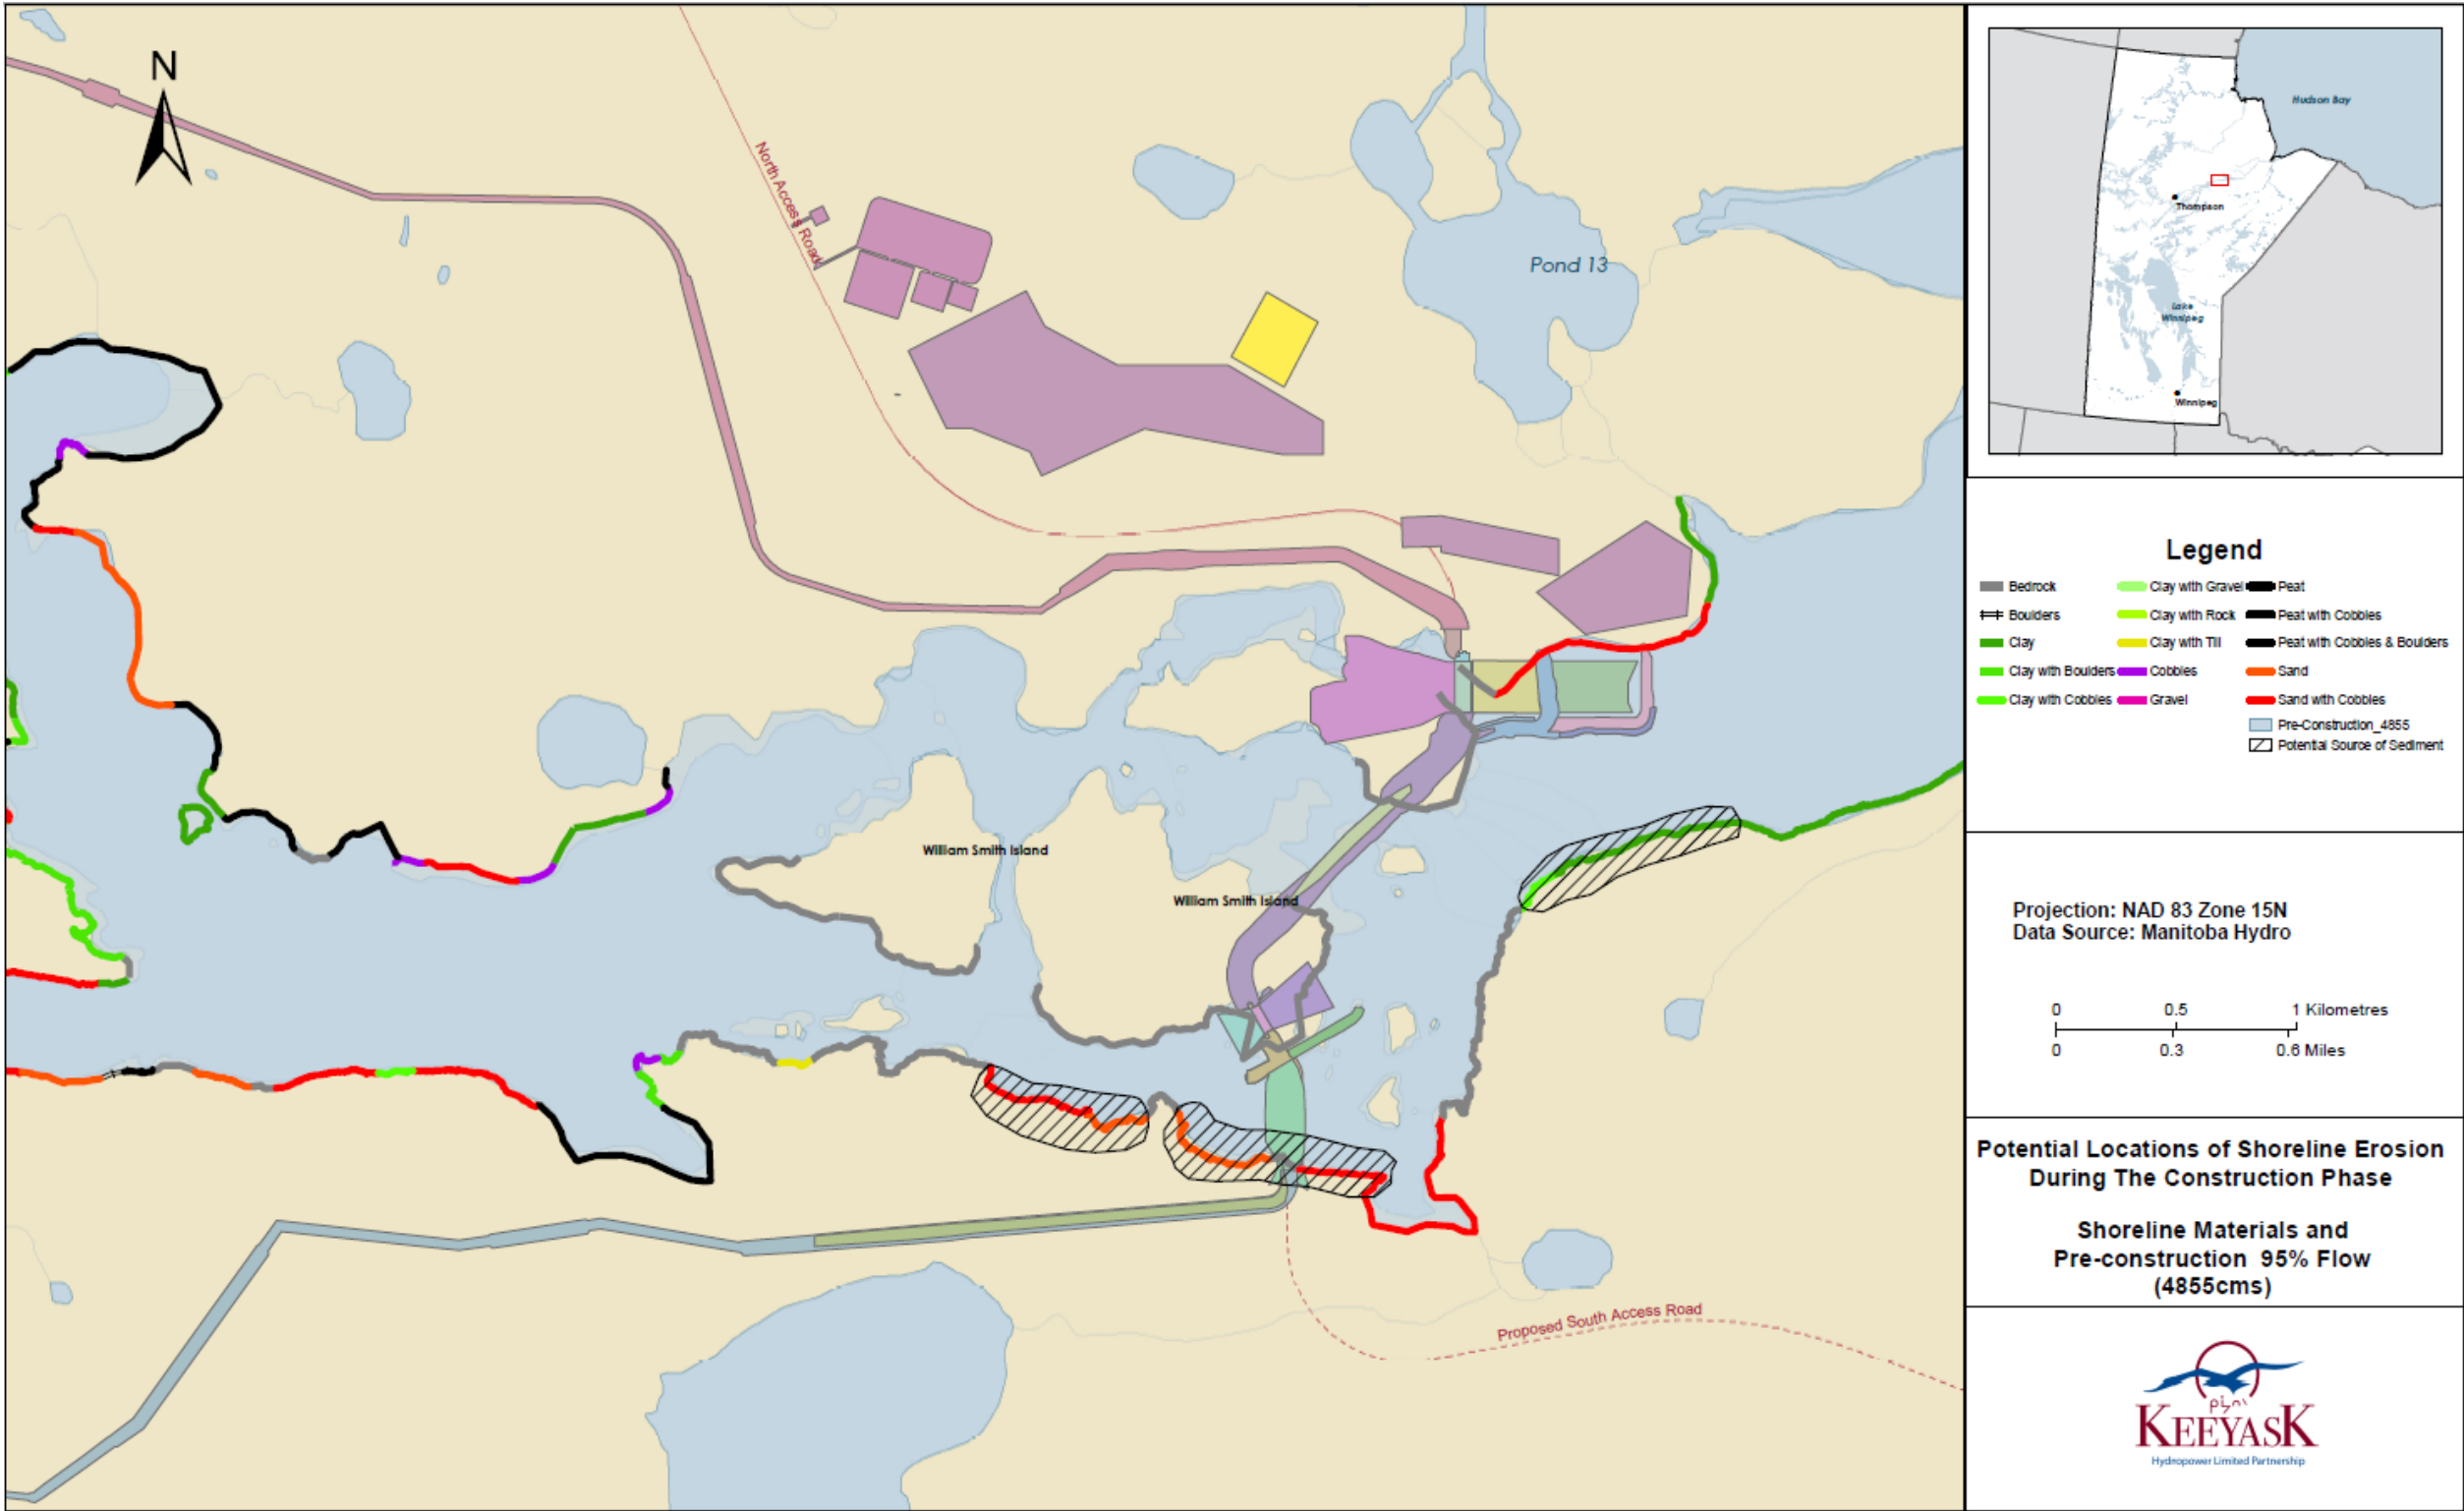 N
North Access Road
Pond 13
William Smith Island
William Smith Island
Proposed South Access Road
Hudson Bay
Thompson
Lake
Winnipeg
Winnipeg
Legend
Bedrock
Boulders
Clay
Clay with Boulders
Clay with Cobbles
Clay with Gravel
Clay with Rock
Clay with Till
Cobbles
Gravel
Peat
Peat with Cobbles
Peat with Cobbles & Boulders
Sand
Sand with Cobbles
Pre-Construction_4855
Potential Source of Sediment
Projection: NAD 83 Zone 15N
Data Source: Manitoba Hydro
0 0.5 1 Kilometres
0 0.3 0.6 Miles
Potential Locations of Shoreline Erosion
During The Construction Phase
Shoreline Materials and
Pre-construction 95% Flow
(4855cms)
KEEYASK
Hydropower Limited Partnership